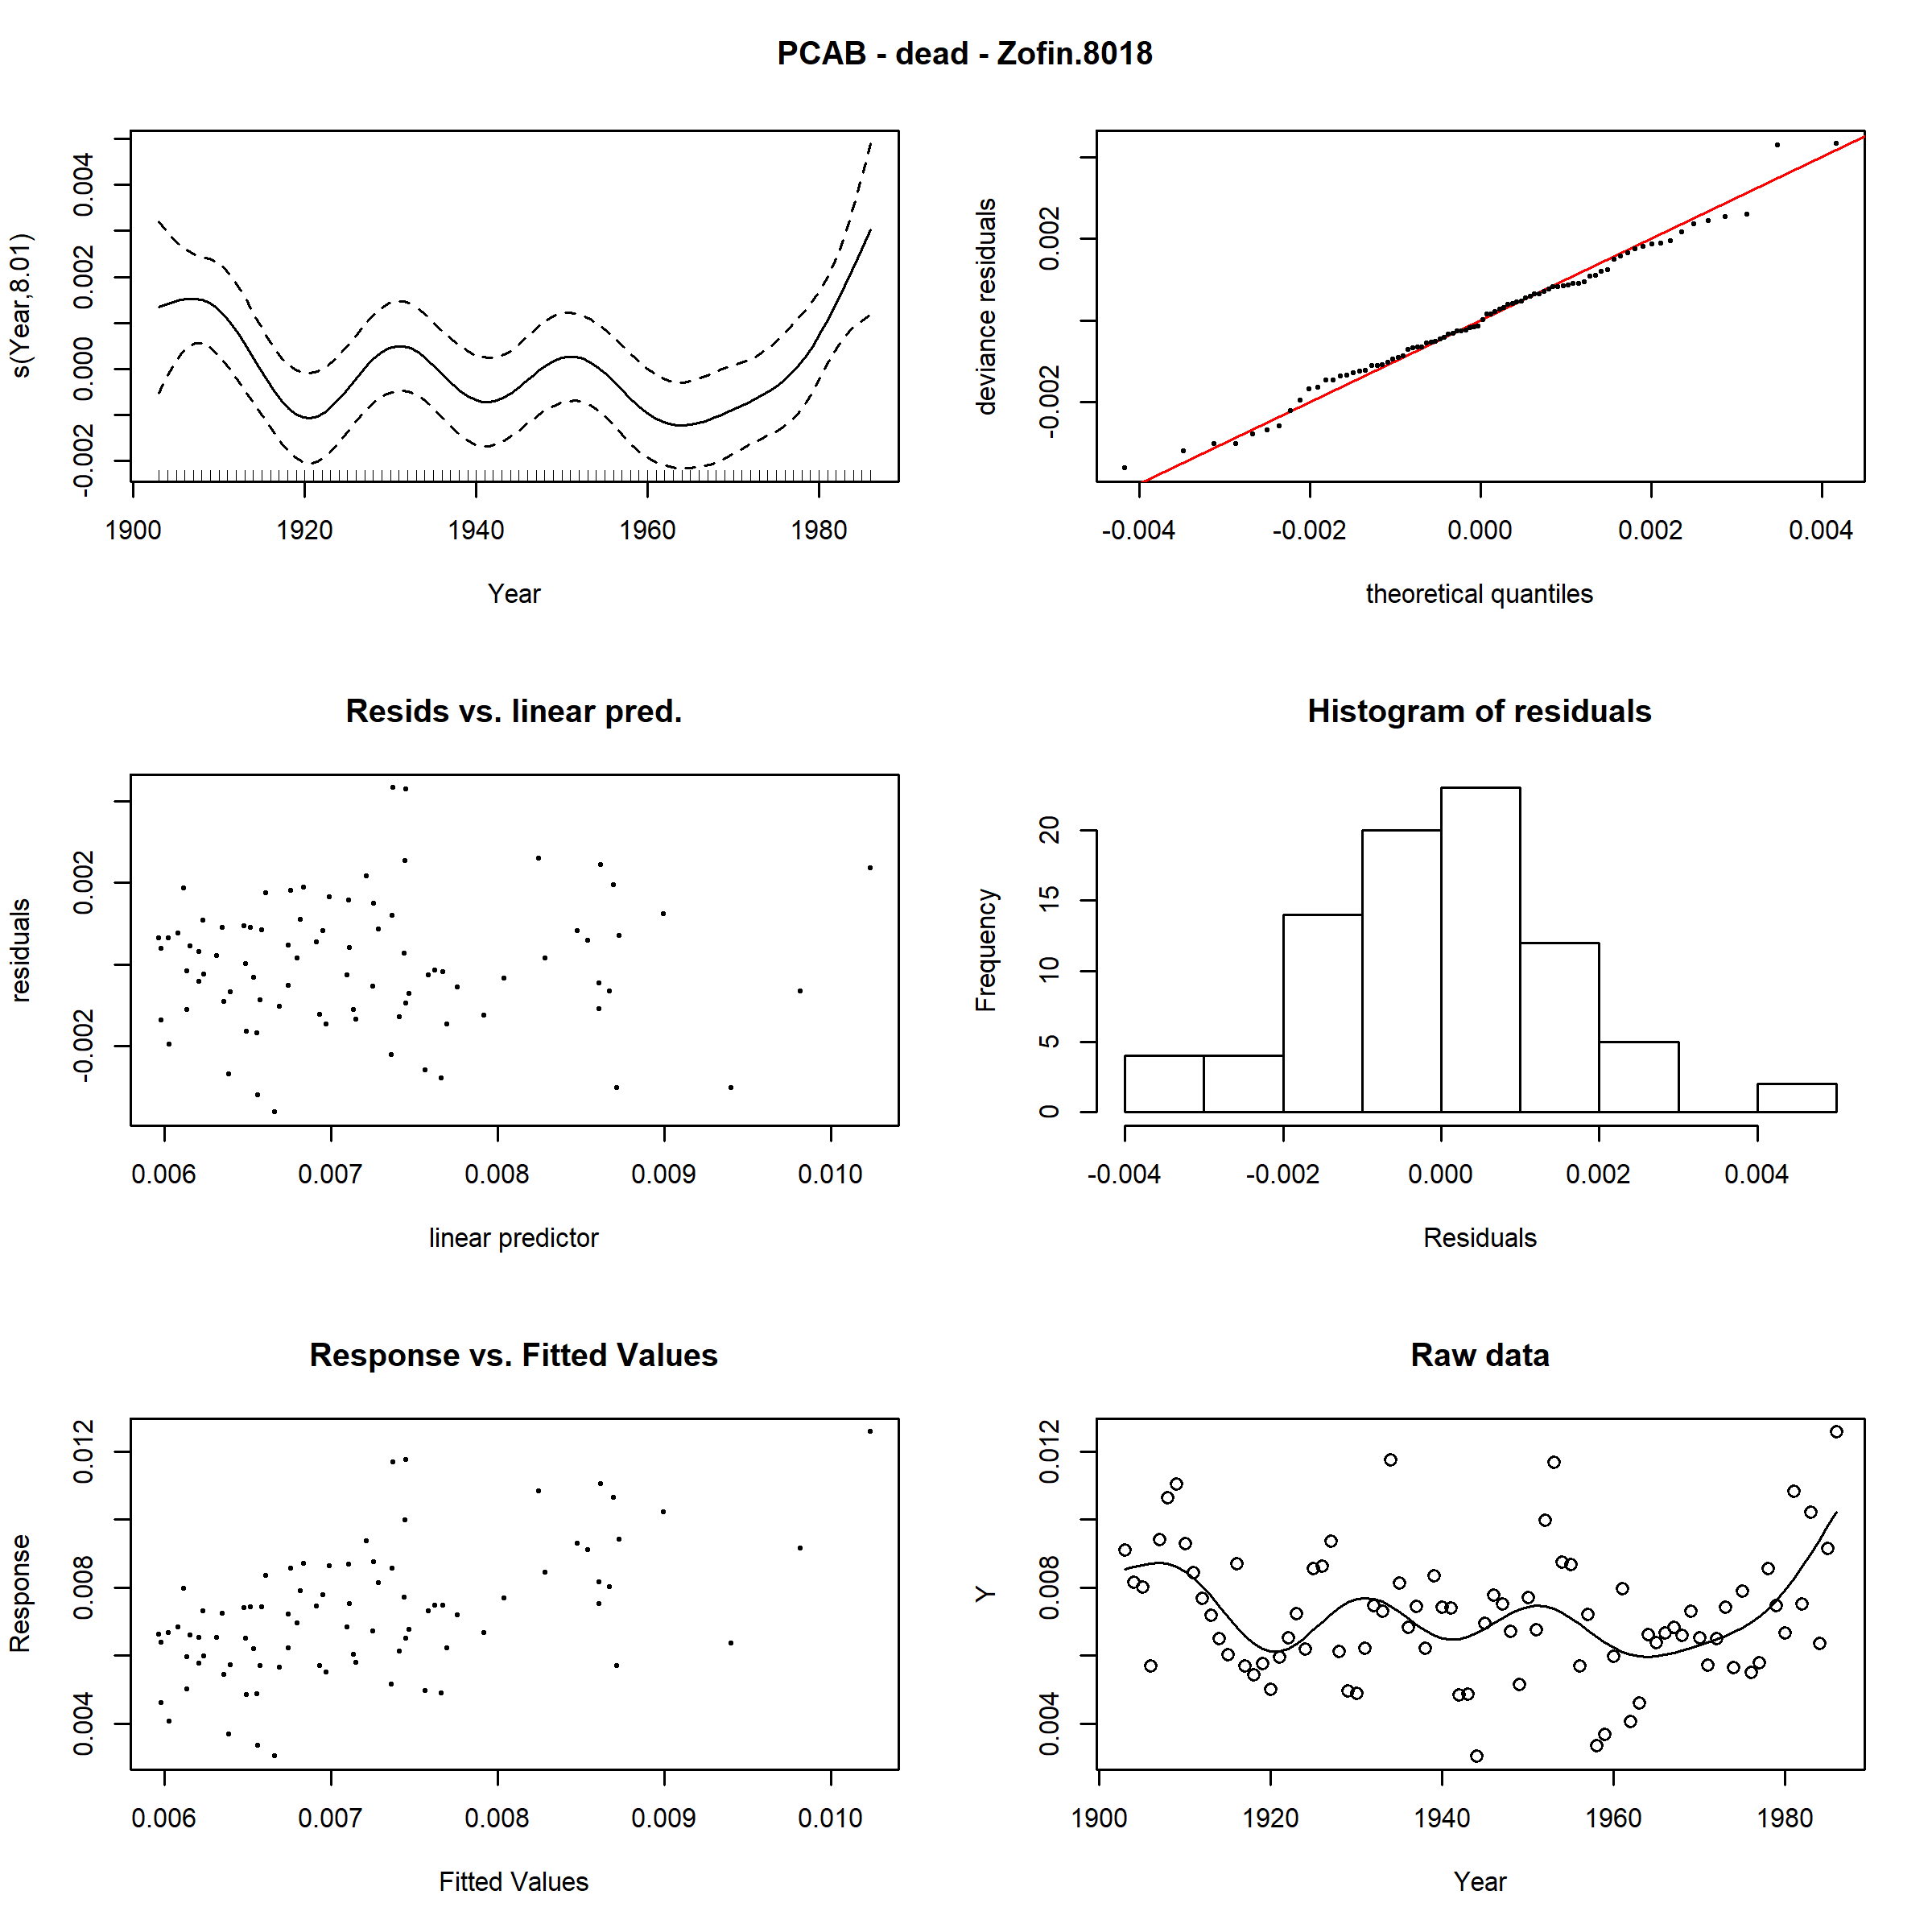 PCAB - dead - Zofin.8018
s(Year,8.01)
-0.002 0.000 0.002 0.004
1900 1920 1940 1960 1980
Year
deviance residuals
-0.002 0.002
-0.004 -0.002 0.000 0.002 0.004
theoretical quantiles
Resids vs. linear pred.
residuals
-0.002 0.002
0.006 0.007 0.008 0.009 0.010
linear predictor
Histogram of residuals
Frequency
0 5 10 15 20
-0.004 -0.002 0.000 0.002 0.004
Residuals
Response vs. Fitted Values
Response
0.004 0.008 0.012
0.006 0.007 0.008 0.009 0.010
Fitted Values
Raw data
Y
0.004 0.008 0.012
1900 1920 1940 1960 1980
Year